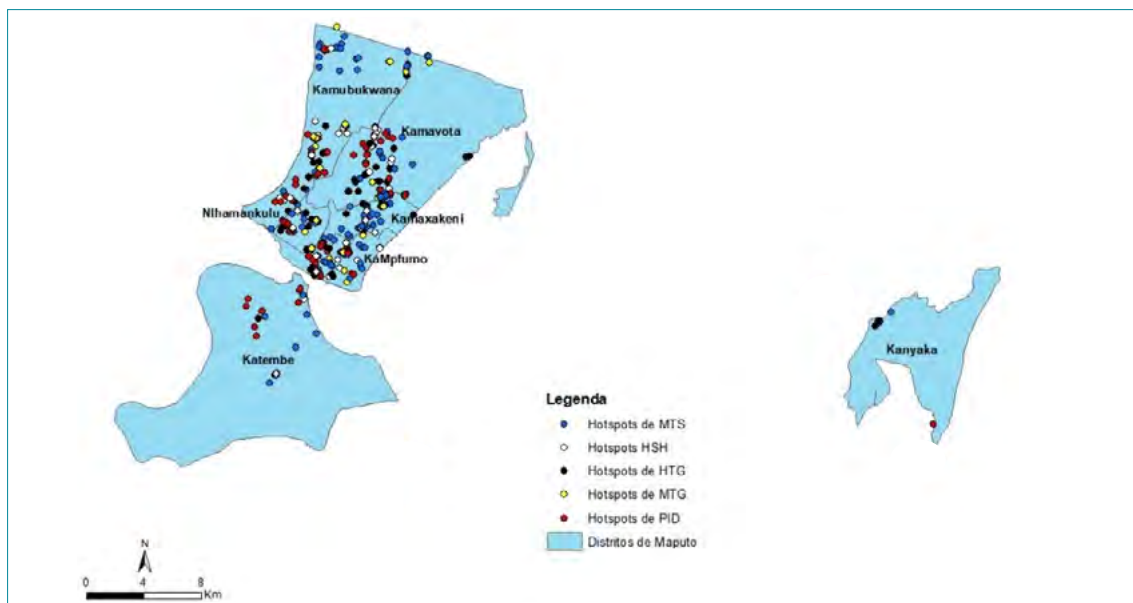 Kamubukwana
Kamavota
Nlhamankulu
Kamaxakeni
KaMpfumo
Katembe
Kanyaka
Legenda
Hotspots de MTS
Hotspots HSH
Hotspots de HTG
Hotspots de MTG
Hotspots de PID
Distritos de Maputo
N
0 4 8
Km